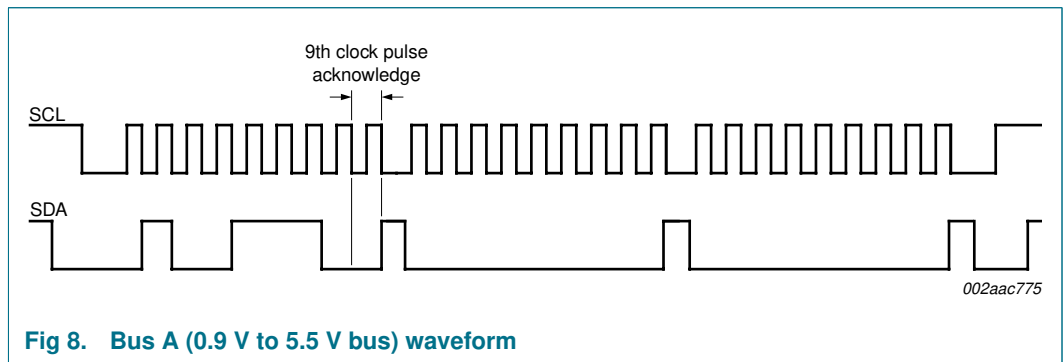 9th clock pulse
acknowledge
SCL
SDA
002aac775
Fig 8. Bus A (0.9 V to 5.5 V bus) waveform